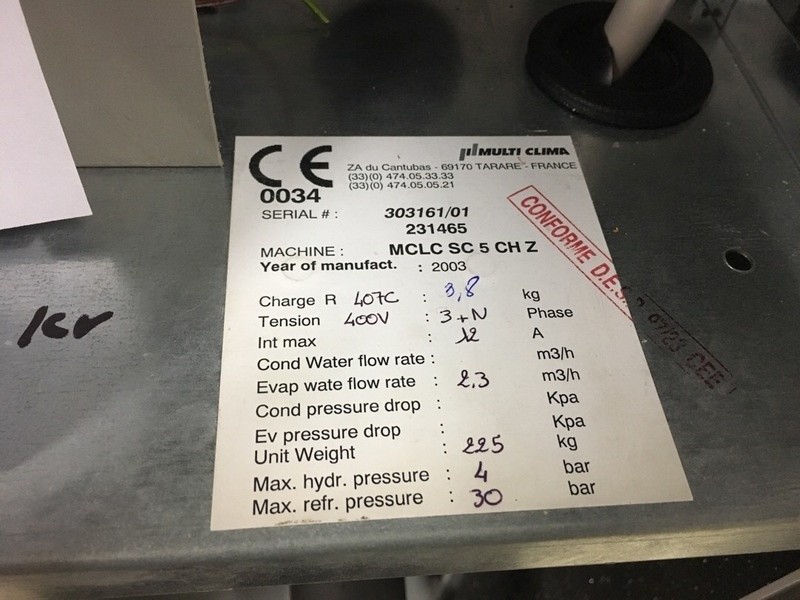 CE
0034
MULTI CLIMA
ZA du Cantubas - 69170 TARARE - FRANCE
(33)(0) 474.05.33.33
(33)(0) 474.05.05.21
SERIAL # : 303161/01
231465
MACHINE : MCLC SC 5 CH Z
Year of manufact. : 2003
CONFORME D.E.S.P 97/23 CEE
Charge R 407C : 3,8 kg
Tension 400V : 3+N Phase
Int max : 12 A
Cond Water flow rate : m3/h
Evap wate flow rate : 2,3 m3/h
Cond pressure drop : Kpa
Ev pressure drop : Kpa
Unit Weight : 225 kg
Max. hydr. pressure : 4 bar
Max. refr. pressure : 30 bar